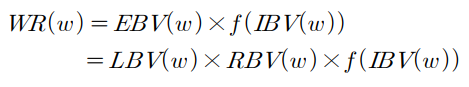 WR(w) = EBV(w) × f(IBV(w))
= LBV(w) × RBV(w) × f(IBV(w))